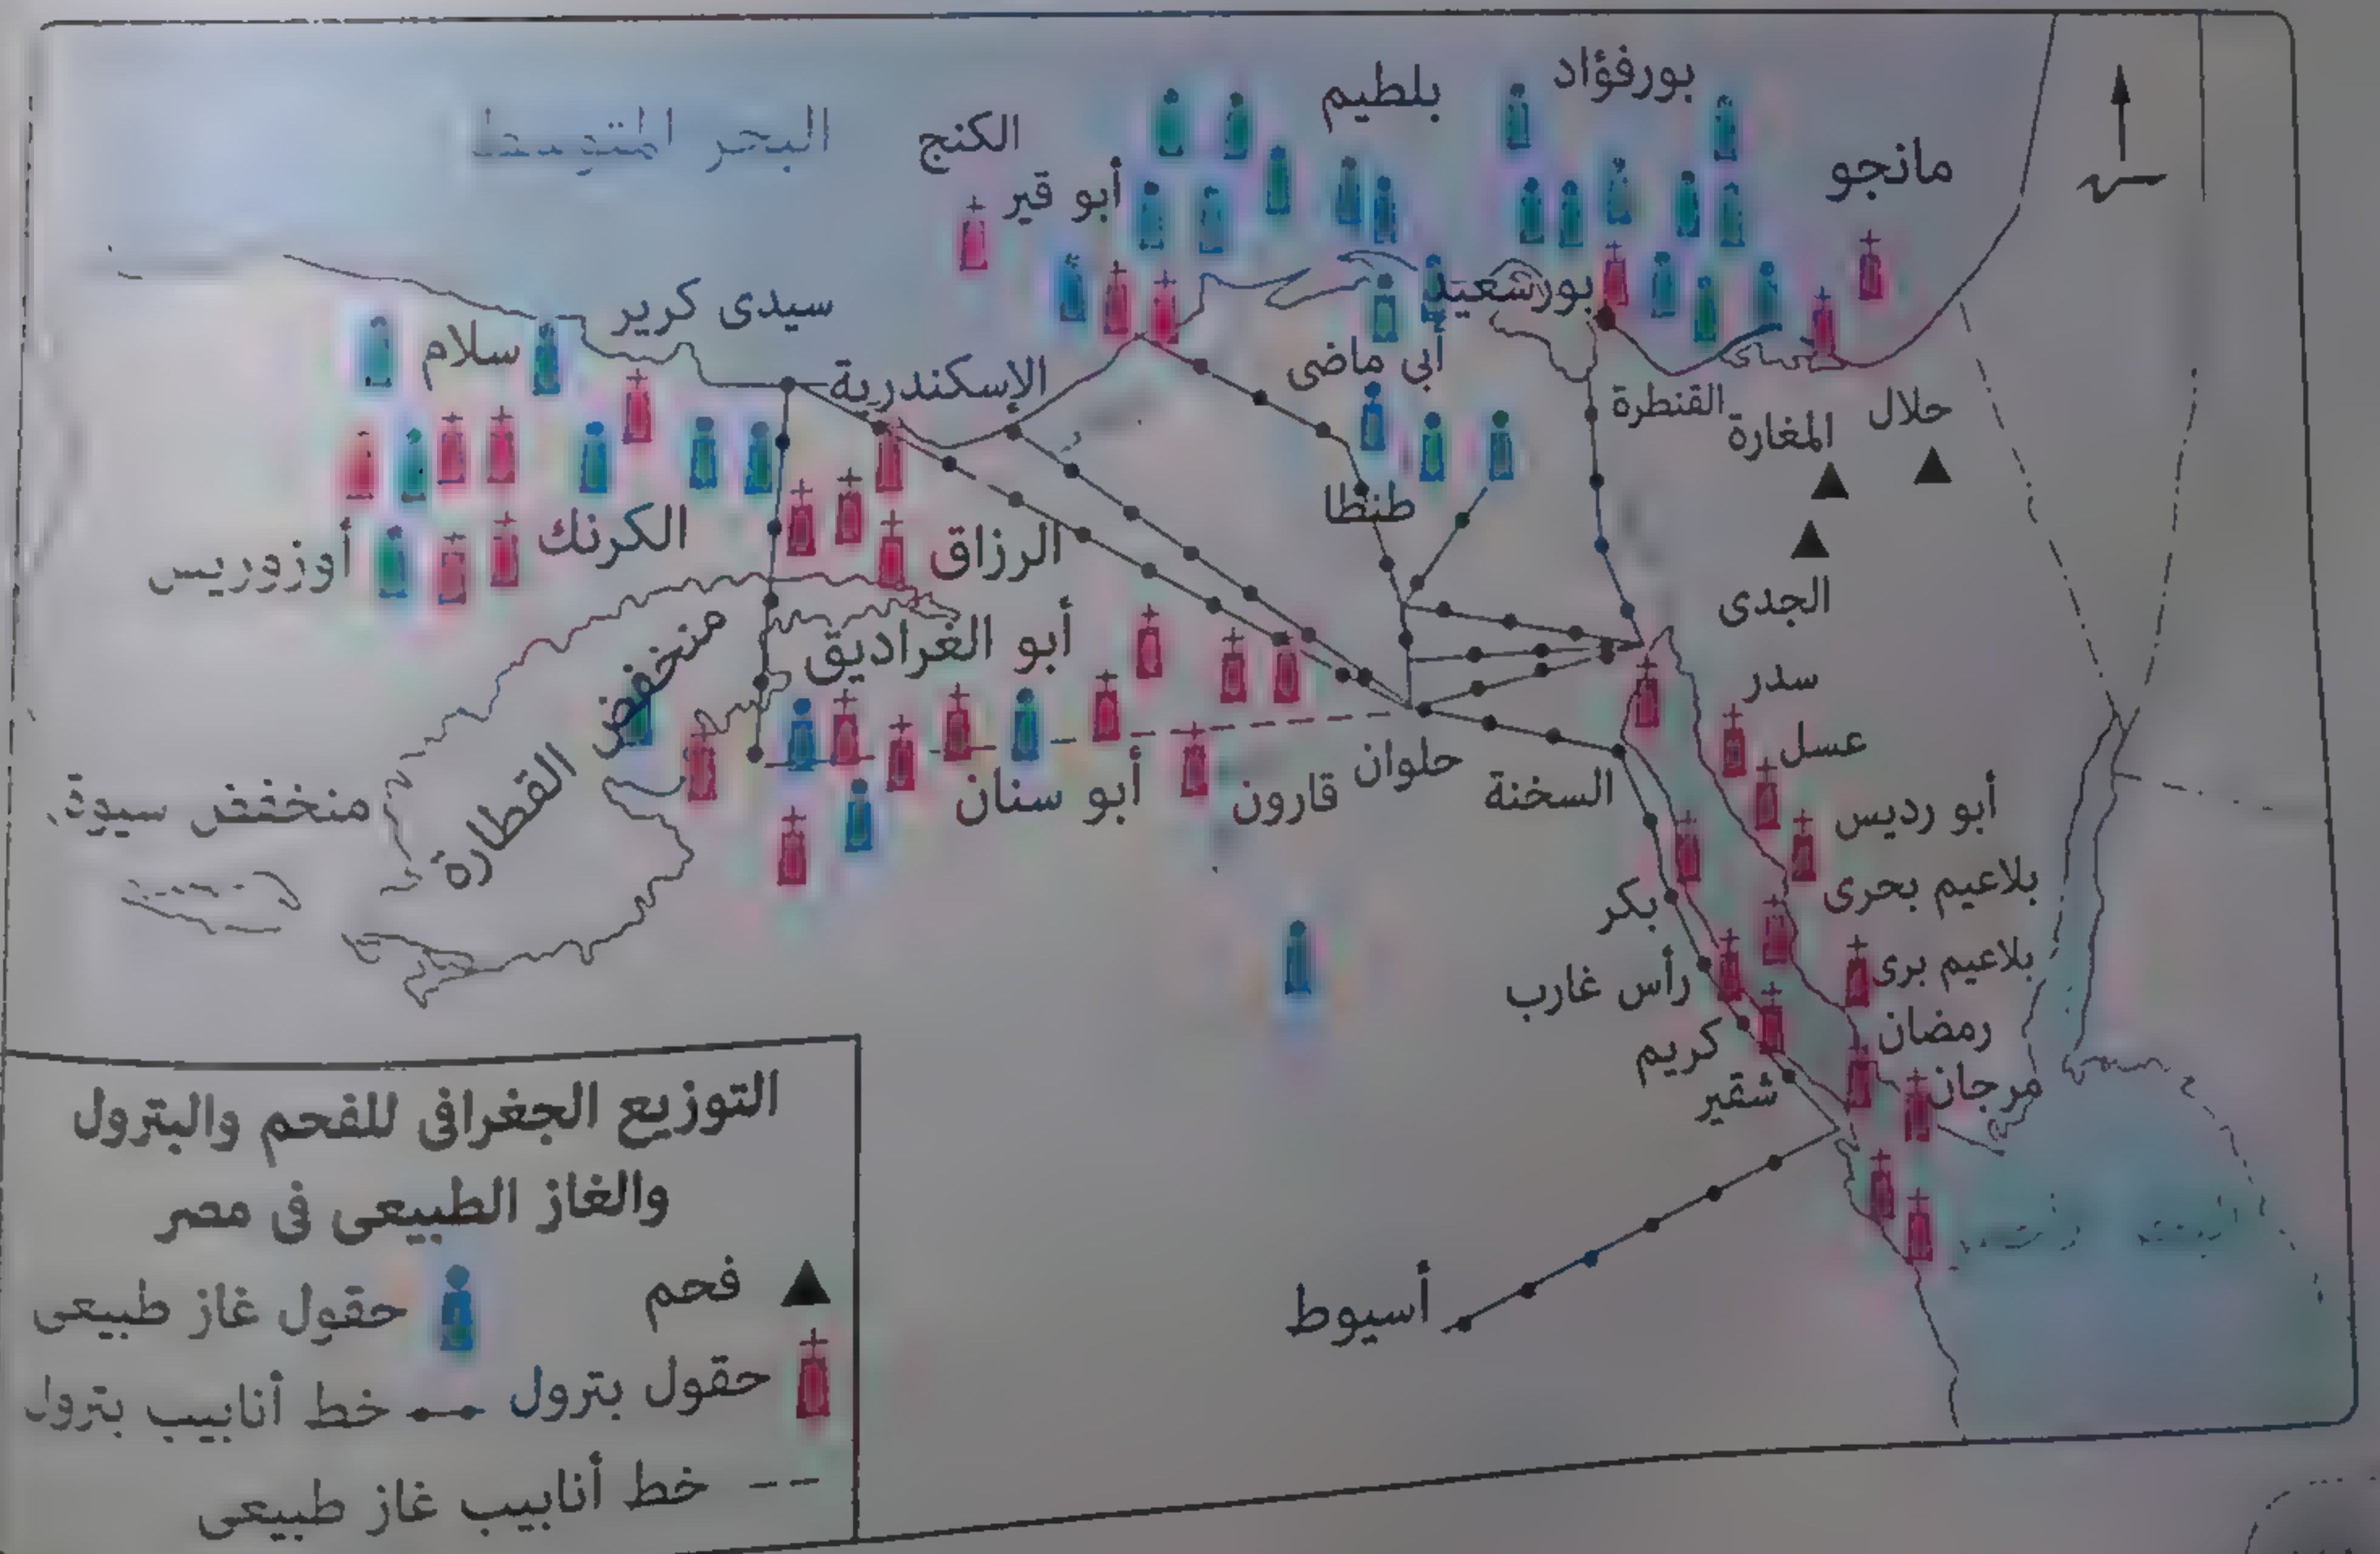 بورفؤاد
بلطيم
الكنج
البحر المتوسط
مانجو
أبو قير
سيدى كرير
بورسعيد
سلام
أبي ماضى
الإسكندرية
القنطرة
حلال
المغارة
طنطا
الكرنك
الرزاق
أوزوريس
الجدى
منخفض القطارة
أبو الغراديق
سدر
عسل
حلوان
السخنة
قارون
أبو سنان
منخفض سيوة
أبو رديس
بلاعيم بحرى
بكر
بلاعيم برى
رأس غارب
رمضان
كريم
مرجان
شقير
أسيوط
التوزيع الجغرافى للفحم والبترول
والغاز الطبيعى فى مصر
فحم
حقول غاز طبيعى
حقول بترول
خط أنابيب بترول
خط أنابيب غاز طبيعى